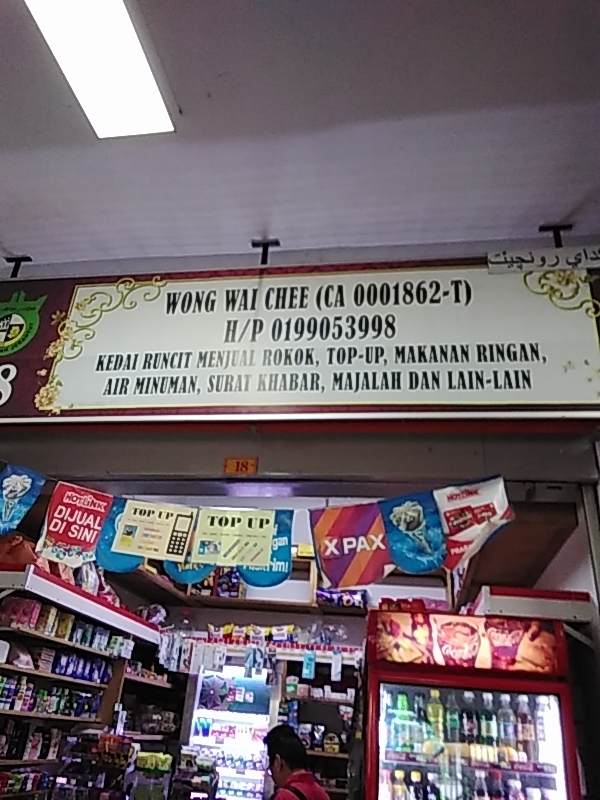 كداي رونچيت
8
WONG WAI CHEE (CA 0001862-T)
H/P 0199053998
KEDAI RUNCIT MENJUAL ROKOK, TOP-UP, MAKANAN RINGAN,
AIR MINUMAN, SURAT KHABAR, MAJALAH DAN LAIN-LAIN
18
HOTLINK
DIJUAL
DI SINI
TOP UP
TOP UP
XPAX
HOTLINK